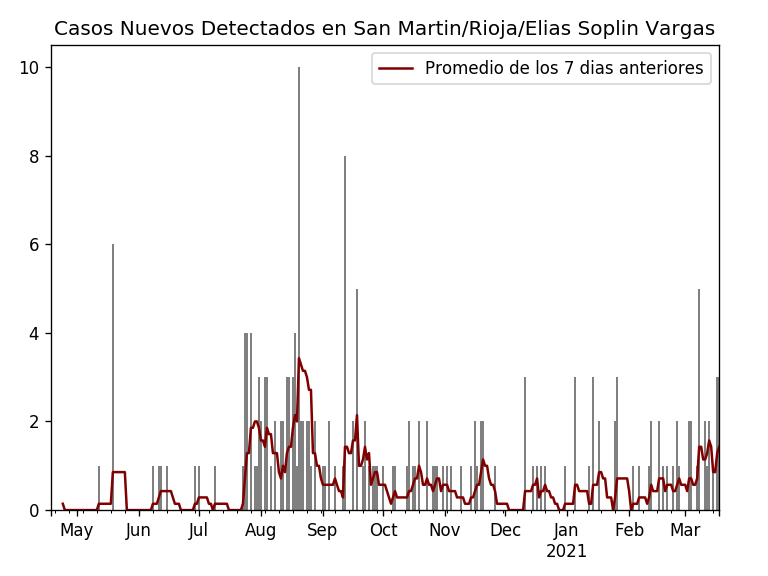 Casos Nuevos Detectados en San Martin/Rioja/Elias Soplin Vargas
Promedio de los 7 dias anteriores
10
8
6
4
2
0
May Jun Jul Aug Sep Oct Nov Dec Jan Feb Mar
2021